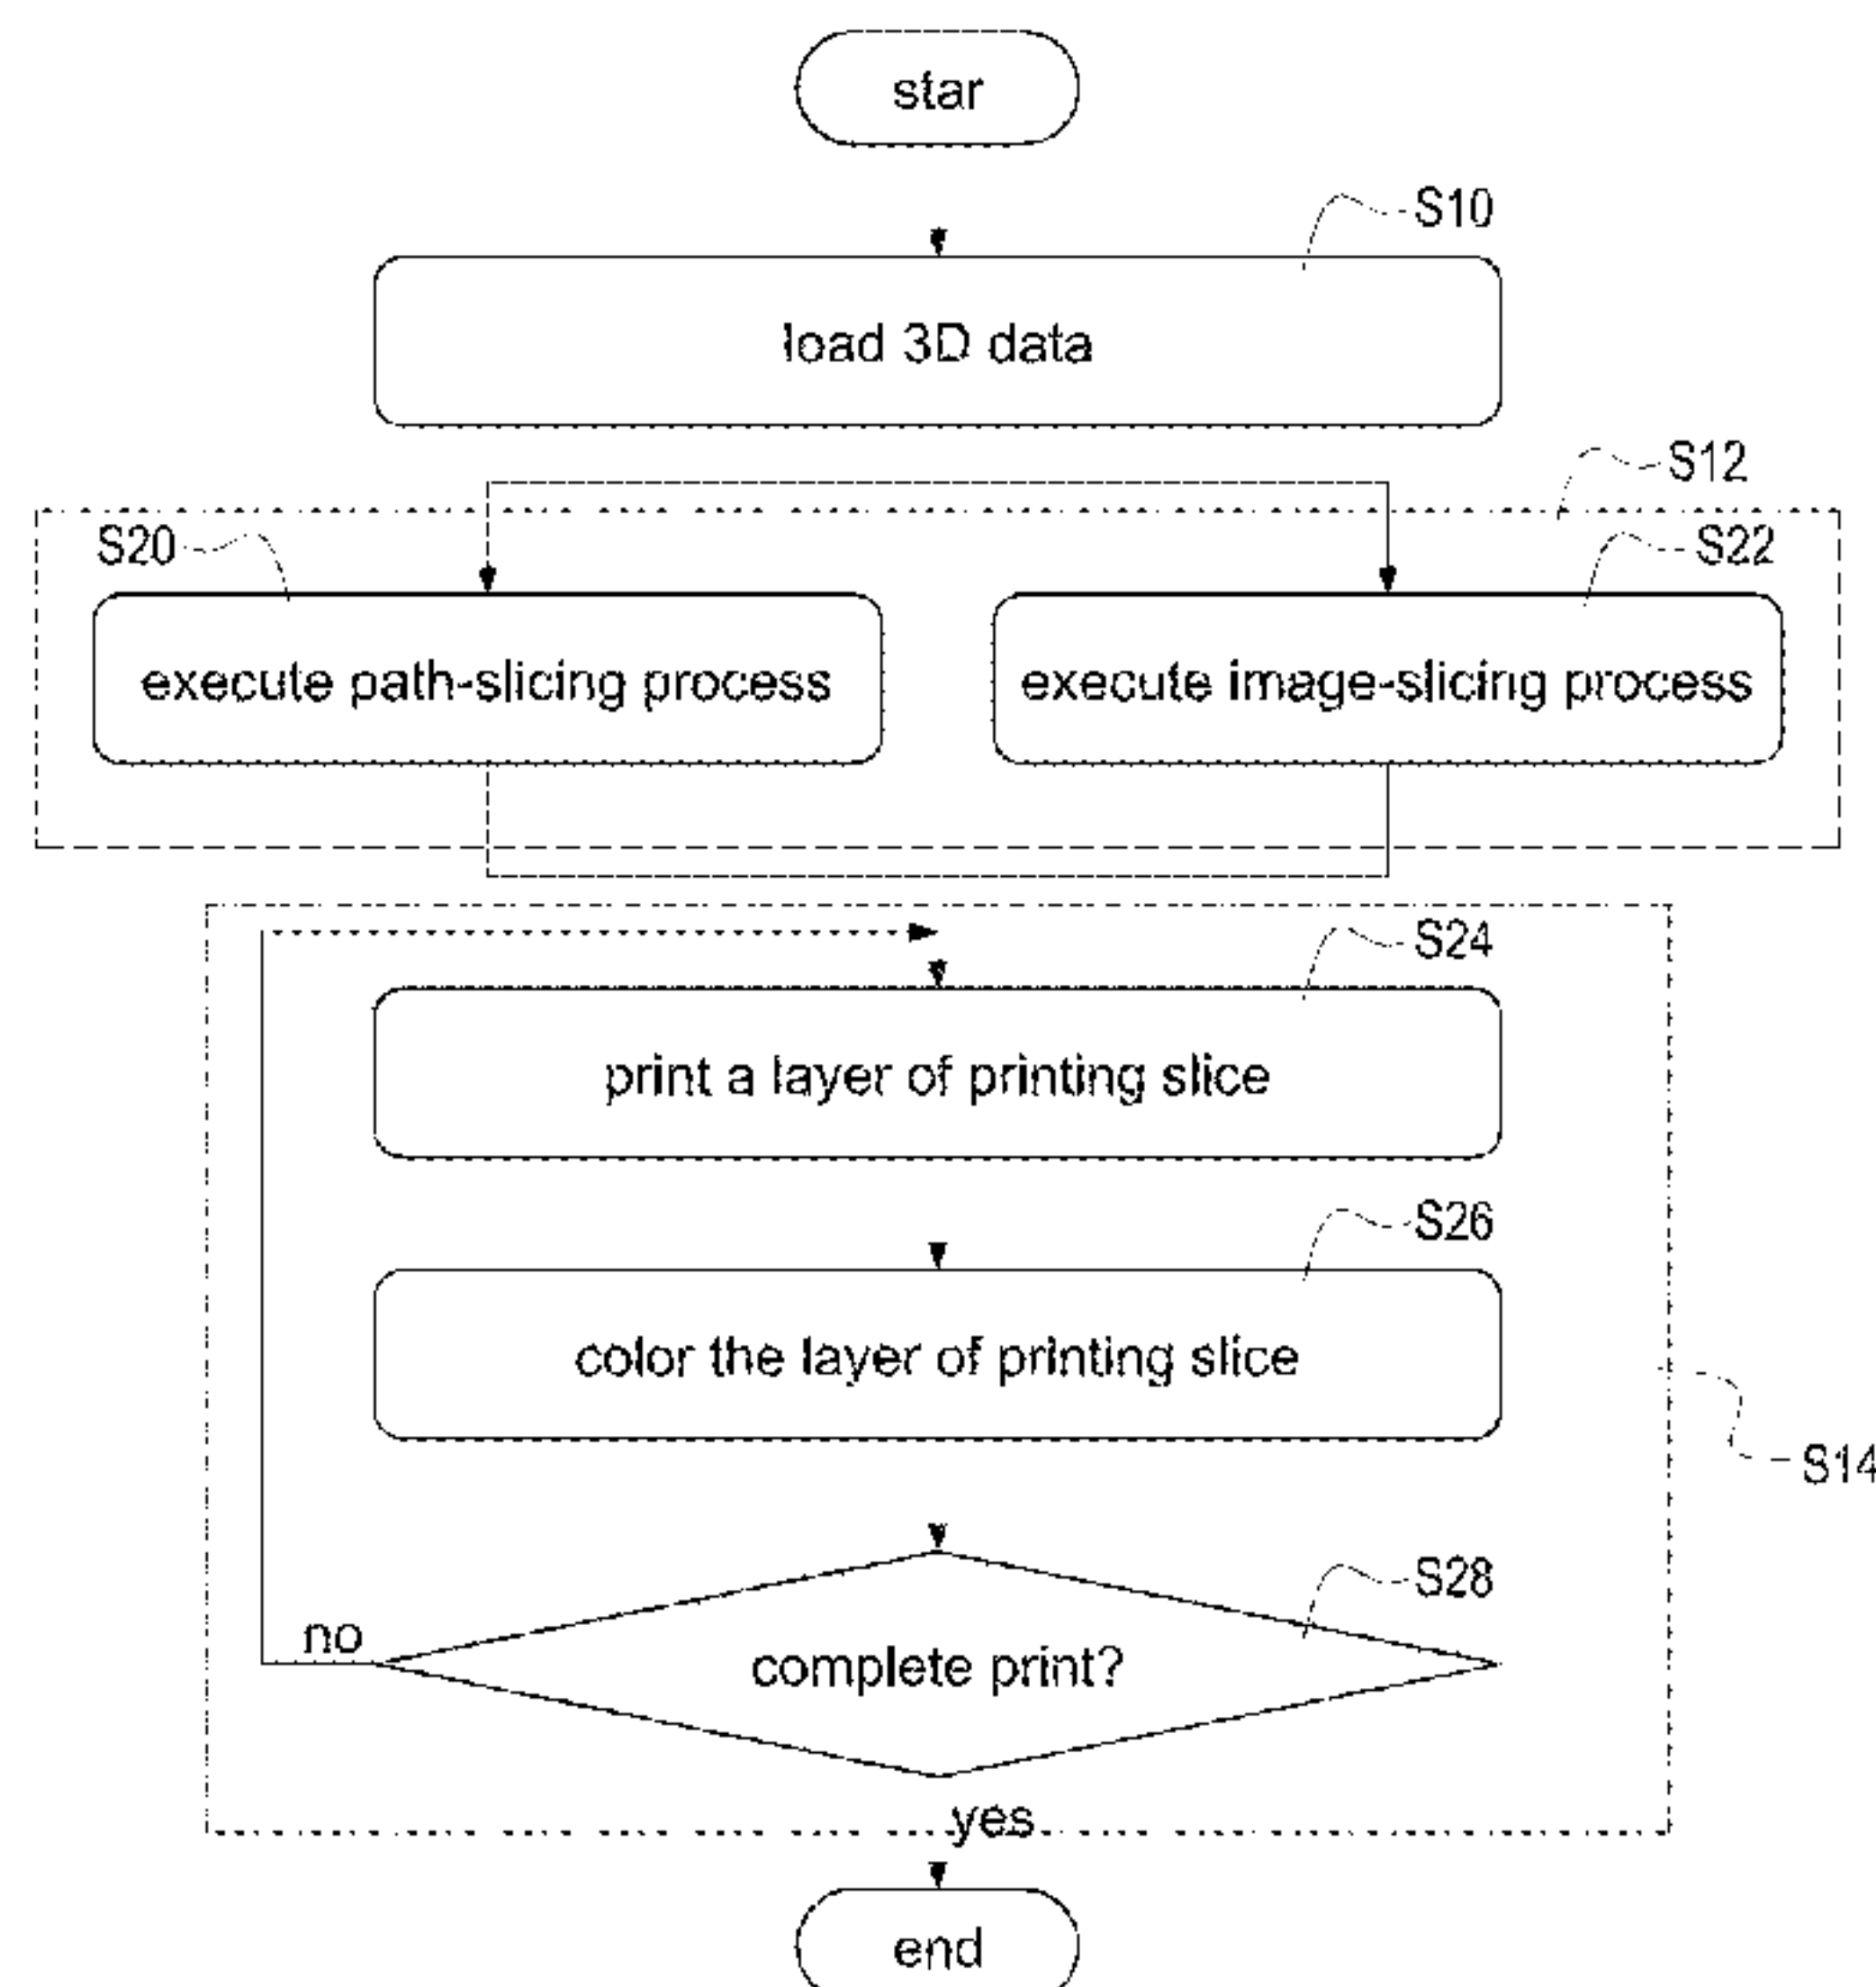 star
S10
load 3D data
S12
S20
S22
execute path-slicing process
execute image-slicing process
S24
print a layer of printing slice
S26
color the layer of printing slice
S14
S28
no
complete print?
yes
end